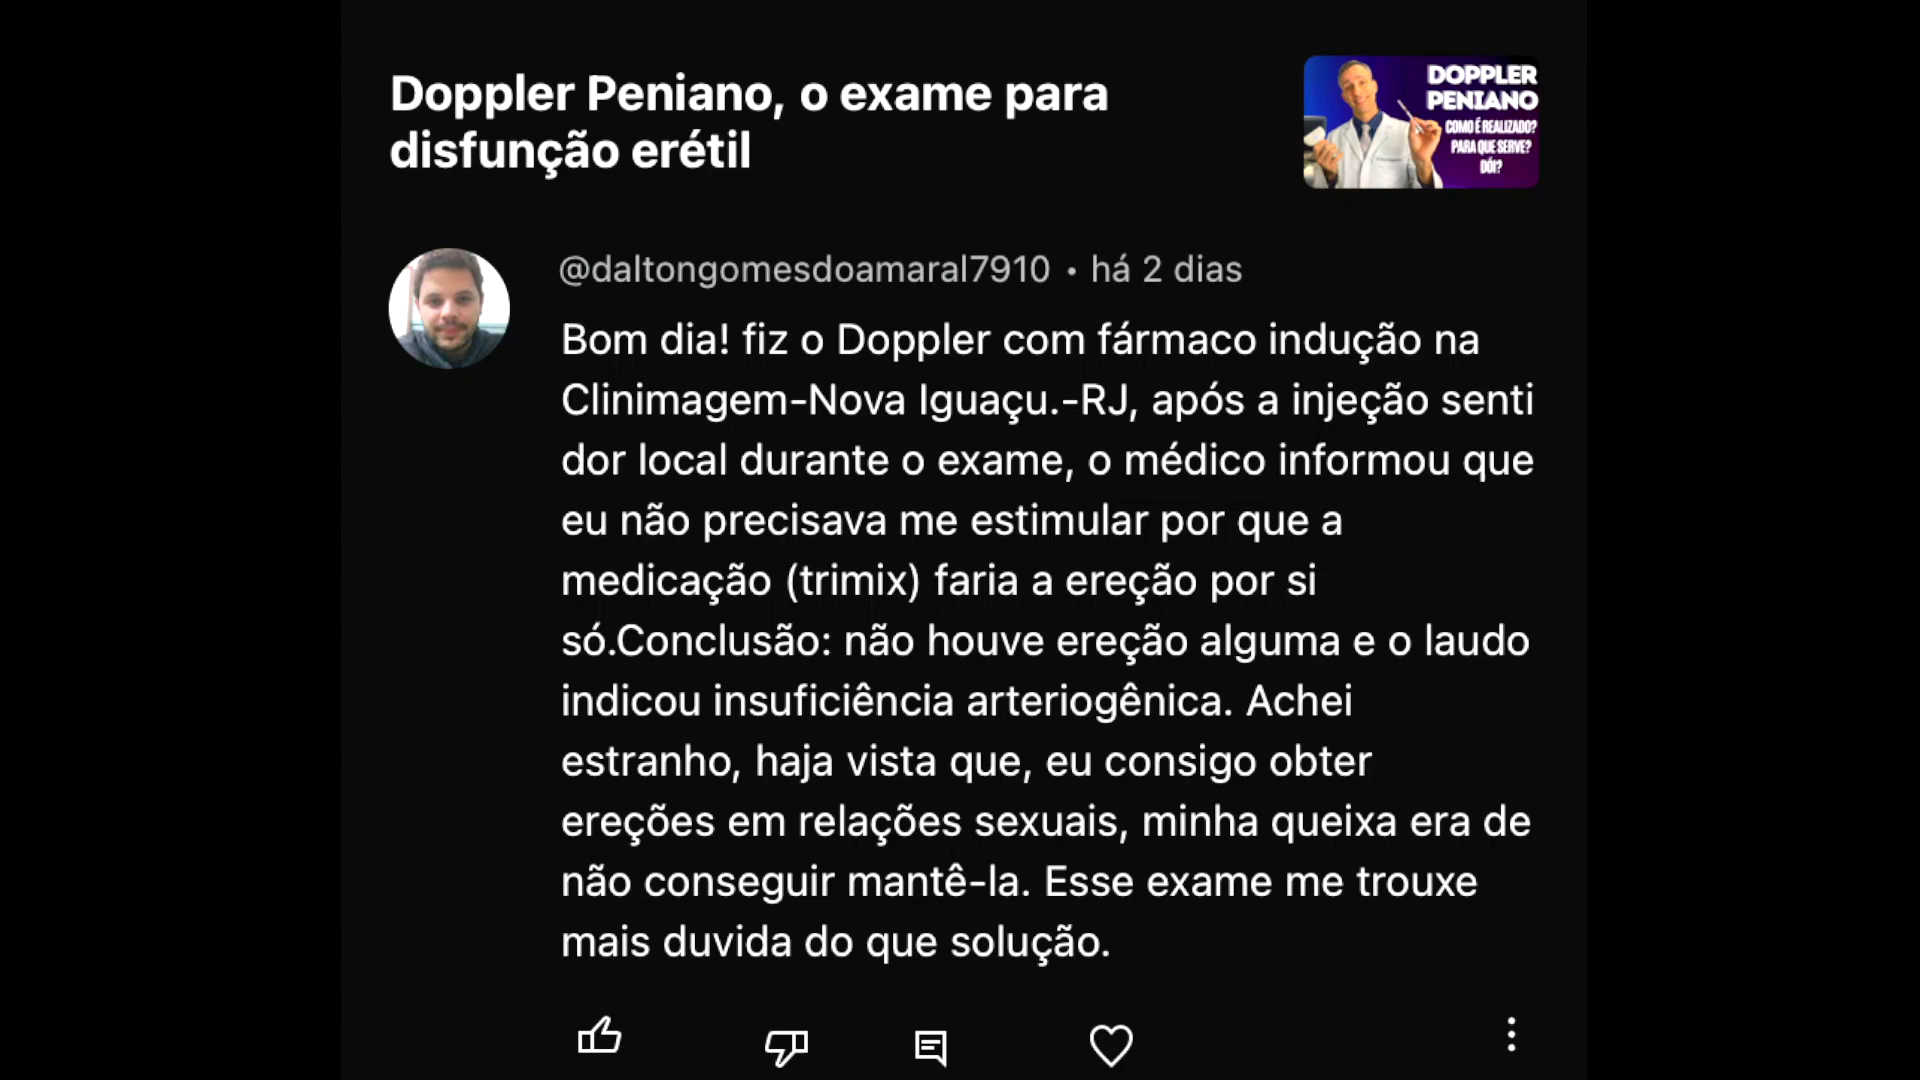 Doppler Peniano, o exame para
disfunção erétil
DOPPLER
PENIANO
COMO É REALIZADO?
PARA QUE SERVE?
DÓI?
@daltongomesdoamaral7910 • há 2 dias
Bom dia! fiz o Doppler com fármaco indução na
Clinimagem-Nova Iguaçu.-RJ, após a injeção senti
dor local durante o exame, o médico informou que
eu não precisava me estimular por que a
medicação (trimix) faria a ereção por si
só.Conclusão: não houve ereção alguma e o laudo
indicou insuficiência arteriogênica. Achei
estranho, haja vista que, eu consigo obter
ereções em relações sexuais, minha queixa era de
não conseguir mantê-la. Esse exame me trouxe
mais duvida do que solução.